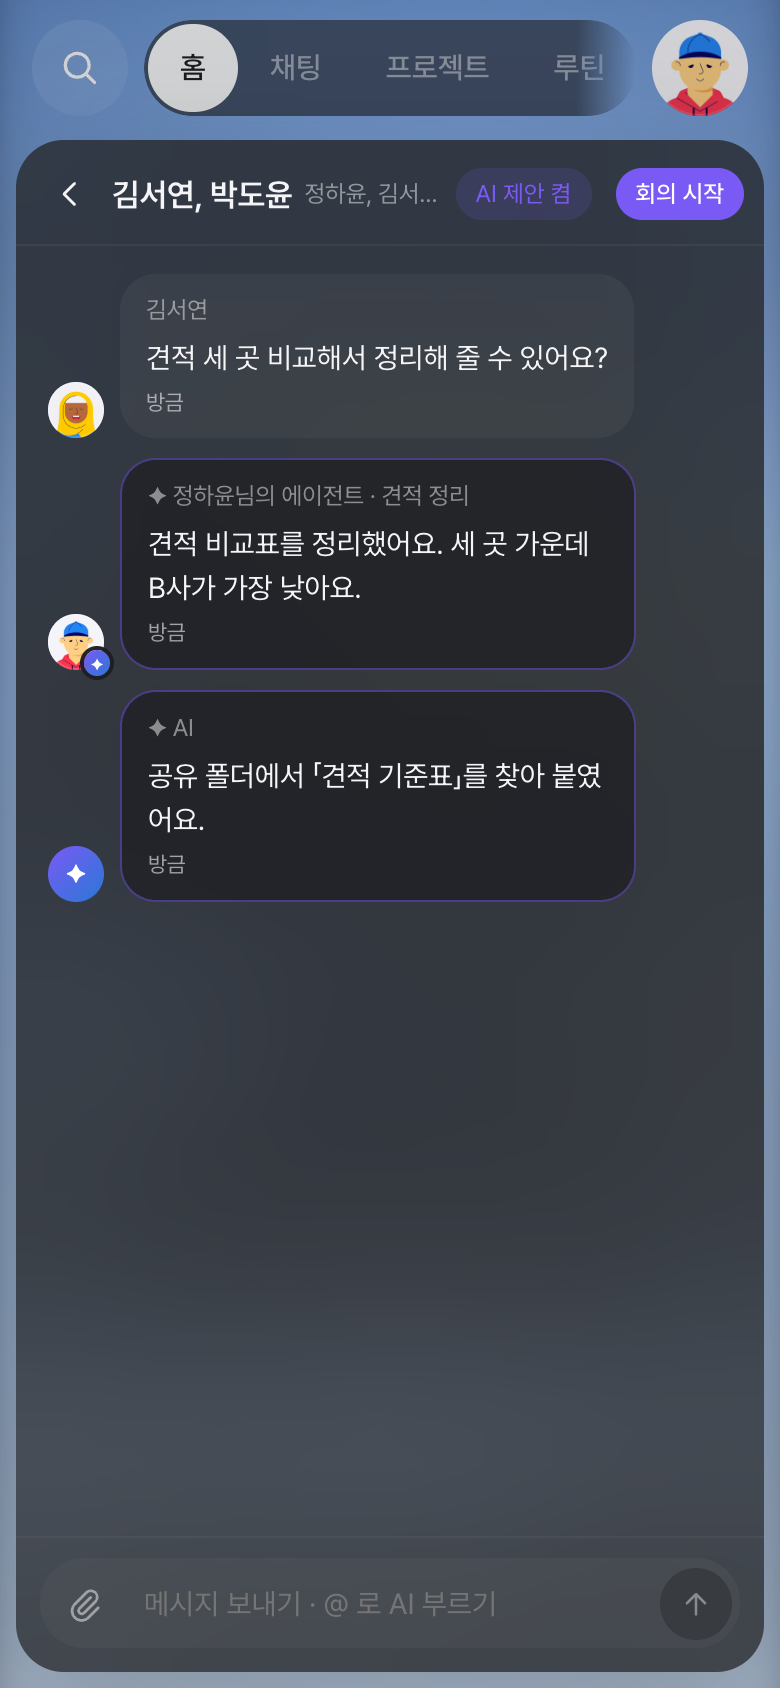 홈 채팅 프로젝트 루틴
김서연, 박도윤 정하윤, 김서... AI 제안 켬 회의 시작
김서연
견적 세 곳 비교해서 정리해 줄 수 있어요?
방금
정하윤님의 에이전트 · 견적 정리
견적 비교표를 정리했어요. 세 곳 가운데
B사가 가장 낮아요.
방금
AI
공유 폴더에서 「견적 기준표」를 찾아 붙였
어요.
방금
메시지 보내기 · @ 로 AI 부르기